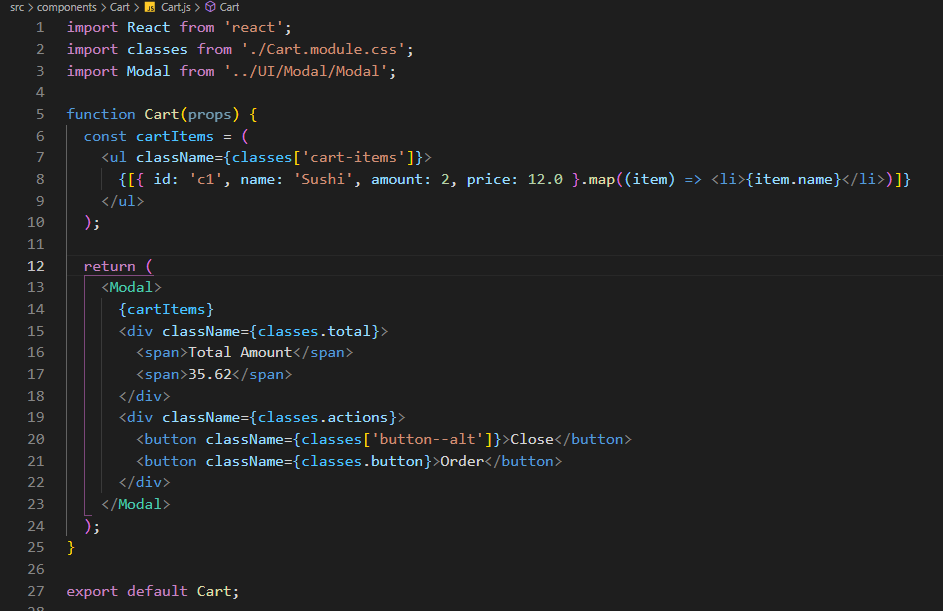 src > components > Cart > JS Cart.js > Cart
1 import React from 'react';
2 import classes from './Cart.module.css';
3 import Modal from '../UI/Modal/Modal';
4
5 function Cart(props) {
6   const cartItems = (
7     <ul className={classes['cart-items']}>
8       {[{ id: 'c1', name: 'Sushi', amount: 2, price: 12.0 }.map((item) => <li>{item.name}</li>)]}
9     </ul>
10   );
11
12   return (
13     <Modal>
14       {cartItems}
15       <div className={classes.total}>
16         <span>Total Amount</span>
17         <span>35.62</span>
18       </div>
19       <div className={classes.actions}>
20         <button className={classes['button--alt']}>Close</button>
21         <button className={classes.button}>Order</button>
22       </div>
23     </Modal>
24   );
25 }
26
27 export default Cart;
28